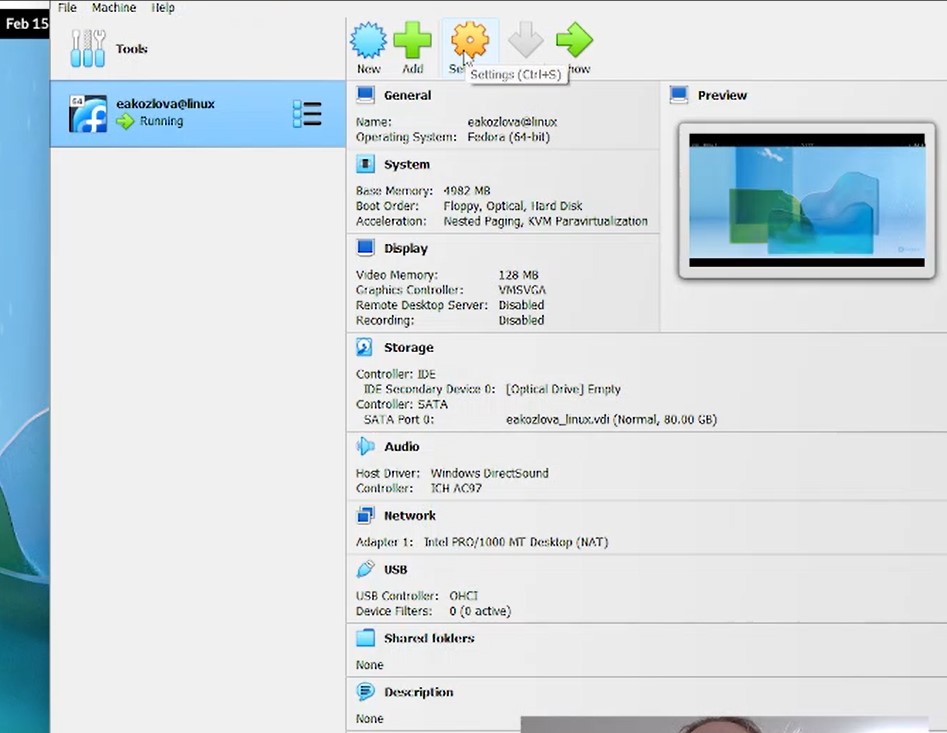 File Machine Help
Feb 15
Tools
New Add Se how
Settings (Ctrl+S)
64
eakozlova@linux
Running
General
Name: eakozlova@linux
Operating System: Fedora (64-bit)
Preview
System
Base Memory: 4982 MB
Boot Order: Floppy, Optical, Hard Disk
Acceleration: Nested Paging, KVM Paravirtualization
Display
Video Memory: 128 MB
Graphics Controller: VMSVGA
Remote Desktop Server: Disabled
Recording: Disabled
Storage
Controller: IDE
IDE Secondary Device 0: [Optical Drive] Empty
Controller: SATA
SATA Port 0: eakozlova_linux.vdi (Normal, 80.00 GB)
Audio
Host Driver: Windows DirectSound
Controller: ICH AC97
Network
Adapter 1: Intel PRO/1000 MT Desktop (NAT)
USB
USB Controller: OHCI
Device Filters: 0 (0 active)
Shared folders
None
Description
None